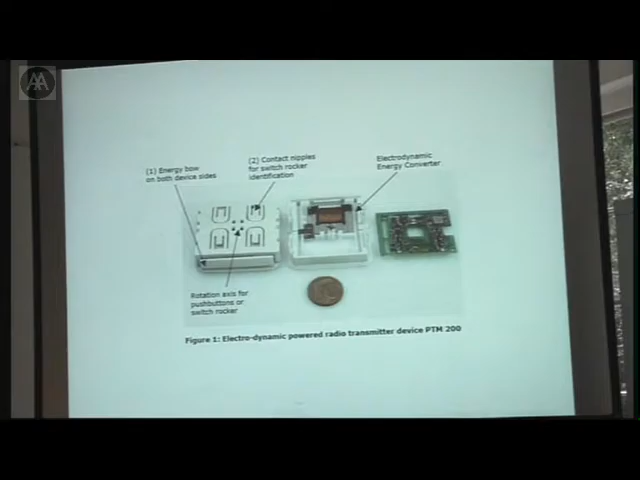 AA
(1) Energy bow
on both device sides
(2) Contact nipples
for switch rocker
identification
Electrodynamic
Energy Converter
Rotation axis for
pushbuttons or
switch rocker
Figure 1: Electro-dynamic powered radio transmitter device PTM 200